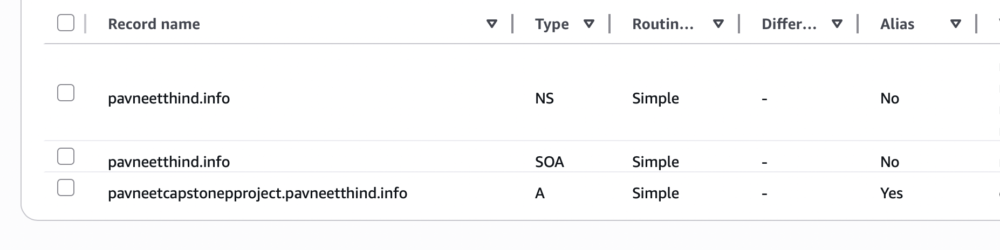 Record name Type Routin... Differ... Alias
pavneetthind.info NS Simple - No
pavneetthind.info SOA Simple - No
pavneetcapstonepproject.pavneetthind.info A Simple - Yes